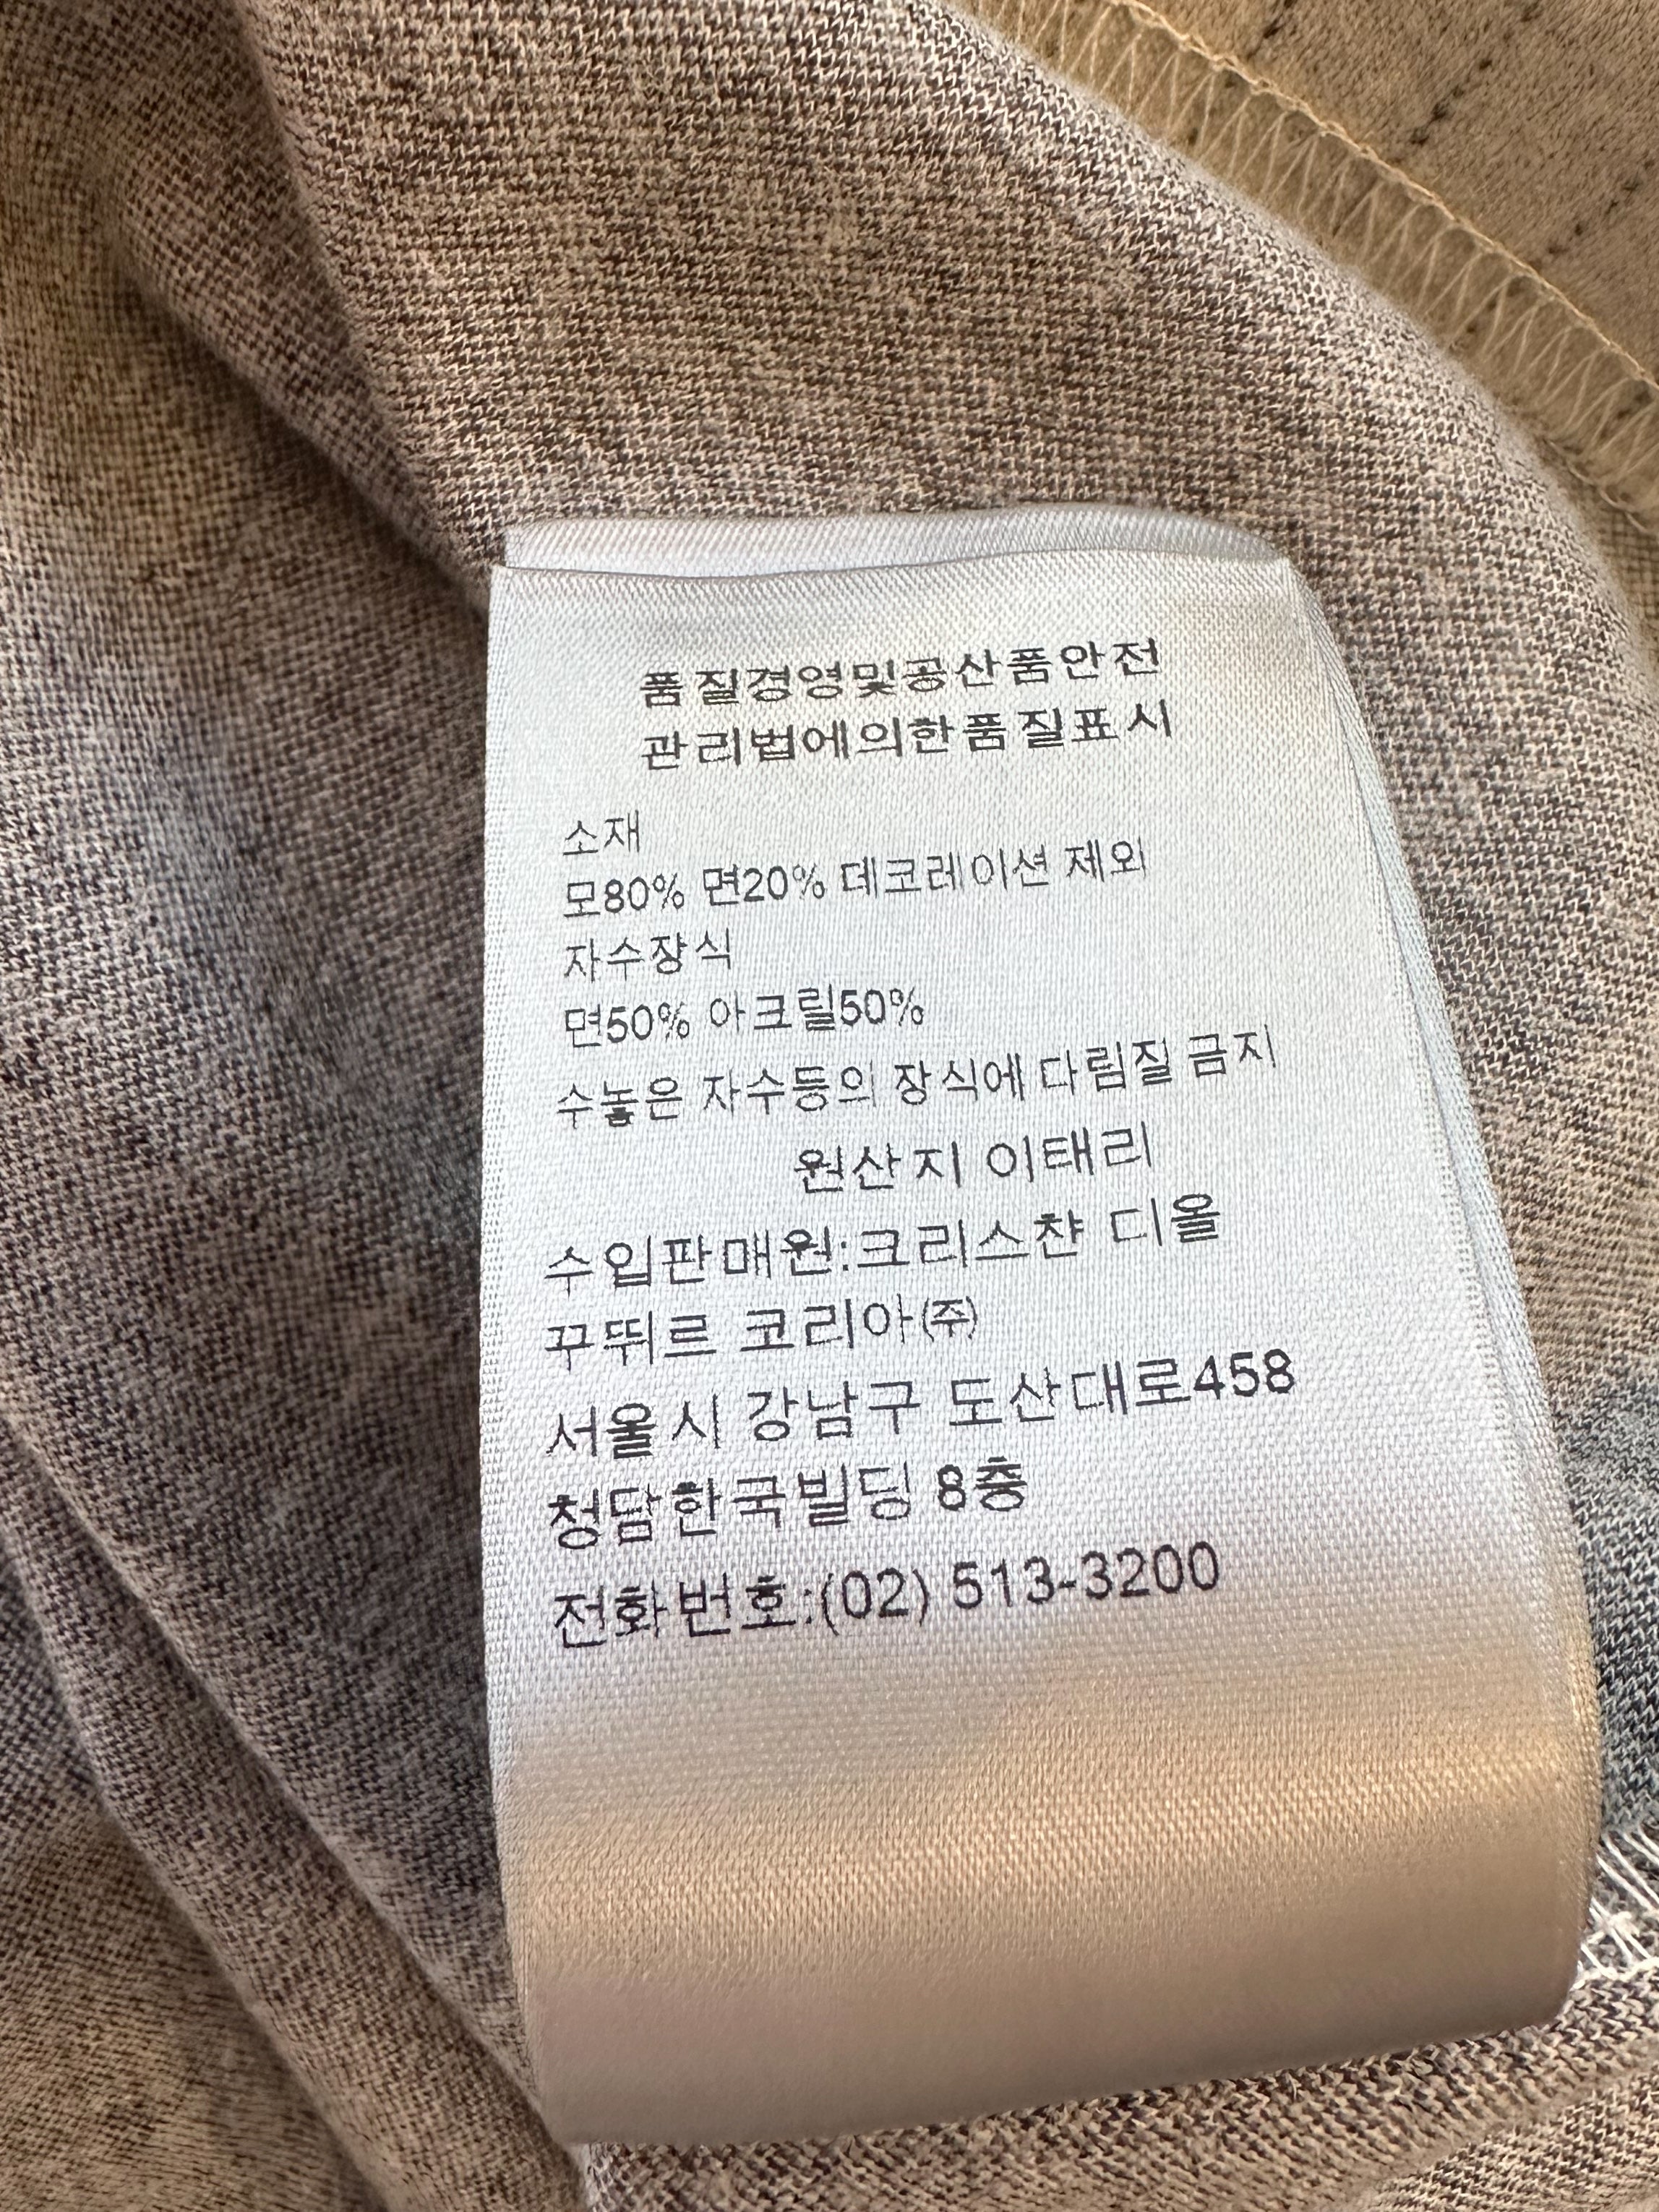 품질경영및공산품안전
관리법에의한품질표시
소재
모80% 면20% 데코레이션 제외
자수장식
면50% 아크릴50%
수놓은 자수등의 장식에 다림질 금지
원산지 이태리
수입판매원:크리스챤 디올
꾸뛰르 코리아㈜
서울시 강남구 도산대로458
청담한국빌딩 8층
전화번호:(02) 513-3200